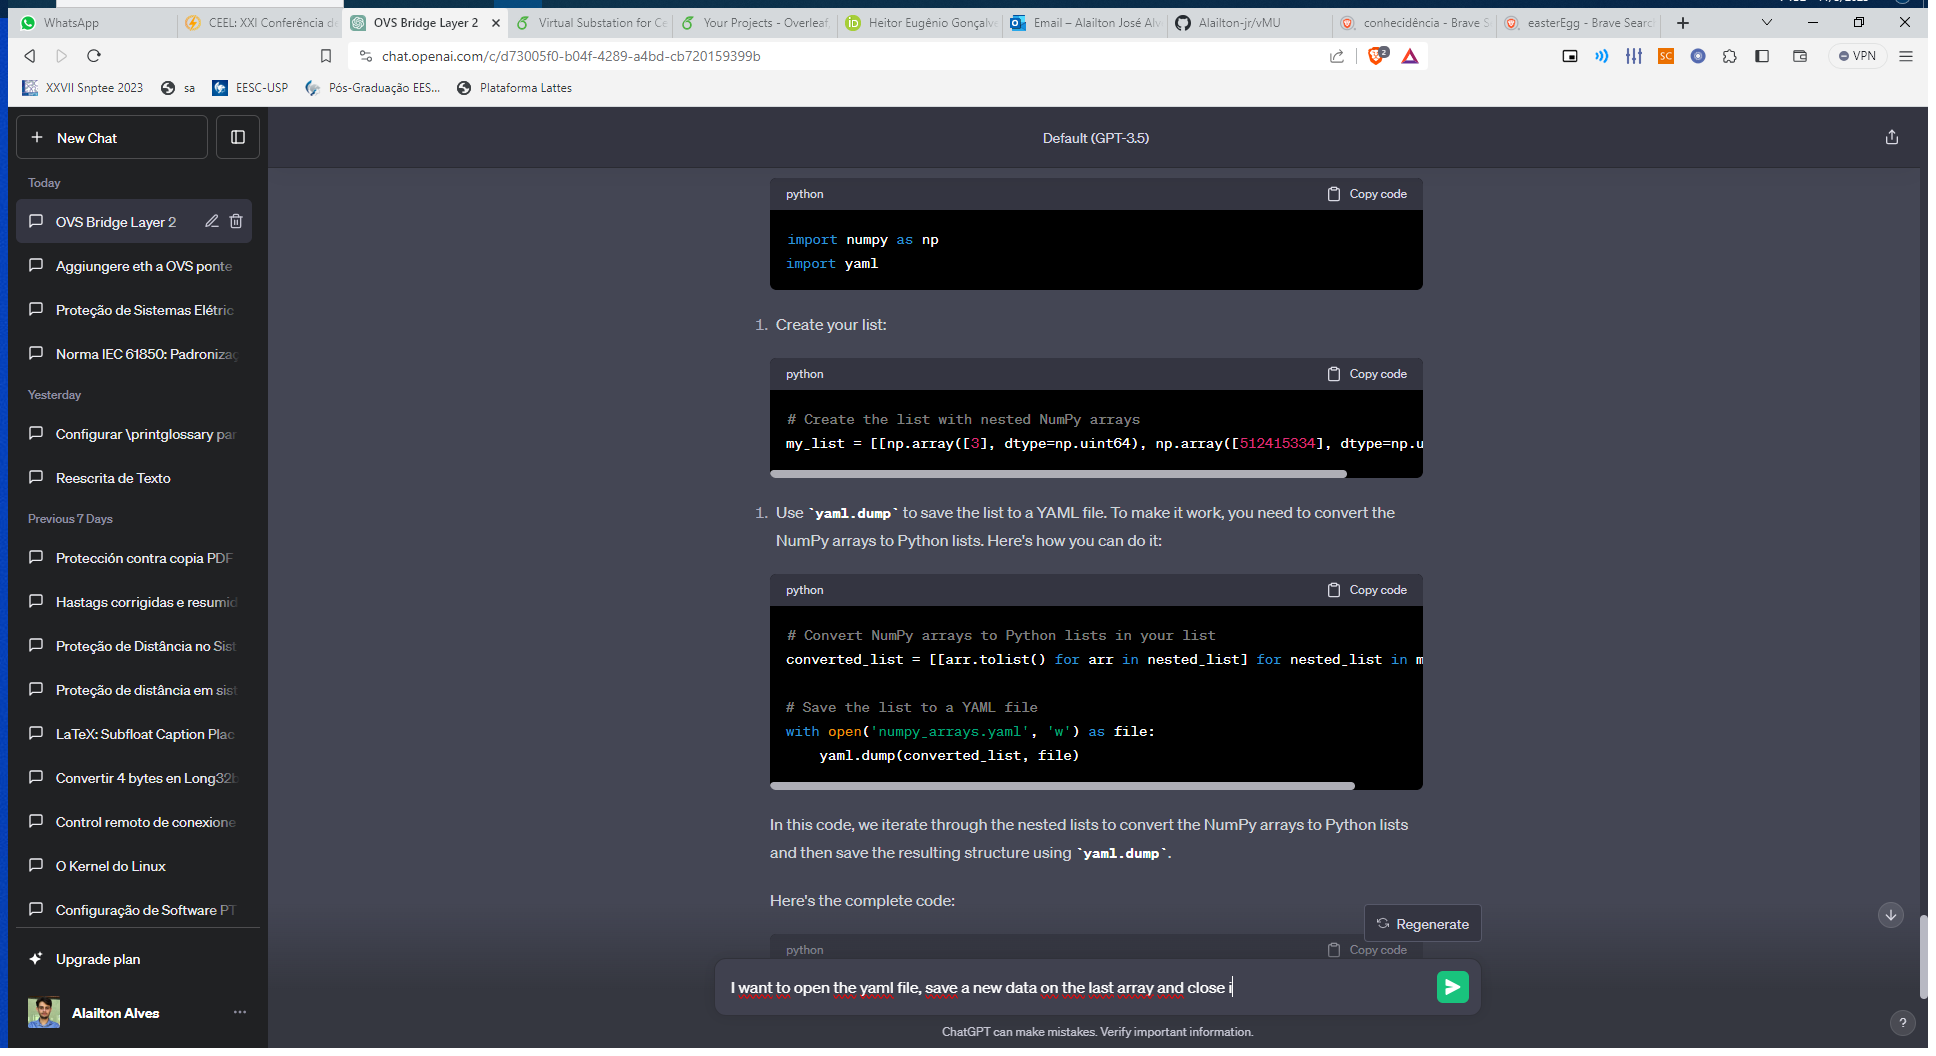 WhatsApp
CEEL: XXI Conferência de
OVS Bridge Layer 2
Virtual Substation for Ce
Your Projects - Overleaf,
Heitor Eugênio Gonçalv
Email – Alailton José Alv
Alailton-jr/vMU
conhecidência - Brave S
easterEgg - Brave Searc
chat.openai.com/c/d73005f0-b04f-4289-a4bd-cb720159399b
2
SC
VPN
XXVII Snptee 2023
sa
EESC-USP
Pós-Graduação EES...
Plataforma Lattes
New Chat
Default (GPT-3.5)
Today
OVS Bridge Layer 2
Aggiungere eth a OVS ponte
Proteção de Sistemas Elétric
Norma IEC 61850: Padronizaç
Yesterday
Configurar \printglossary par
Reescrita de Texto
Previous 7 Days
Protección contra copia PDF
Hastags corrigidas e resumid
Proteção de Distância no Sist
Proteção de distância em sist
LaTeX: Subfloat Caption Plac
Convertir 4 bytes en Long32b
Control remoto de conexione
O Kernel do Linux
Configuração de Software PT
Upgrade plan
Alailton Alves
python
Copy code
import numpy as np
import yaml
1. Create your list:
python
Copy code
# Create the list with nested NumPy arrays
my_list = [[np.array([3], dtype=np.uint64), np.array([512415334], dtype=np.u
1. Use `yaml.dump` to save the list to a YAML file. To make it work, you need to convert the
NumPy arrays to Python lists. Here's how you can do it:
python
Copy code
# Convert NumPy arrays to Python lists in your list
converted_list = [[arr.tolist() for arr in nested_list] for nested_list in m
# Save the list to a YAML file
with open('numpy_arrays.yaml', 'w') as file:
yaml.dump(converted_list, file)
In this code, we iterate through the nested lists to convert the NumPy arrays to Python lists
and then save the resulting structure using `yaml.dump`.
Here's the complete code:
Regenerate
python
Copy code
I want to open the yaml file, save a new data on the last array and close i
ChatGPT can make mistakes. Verify important information.
?